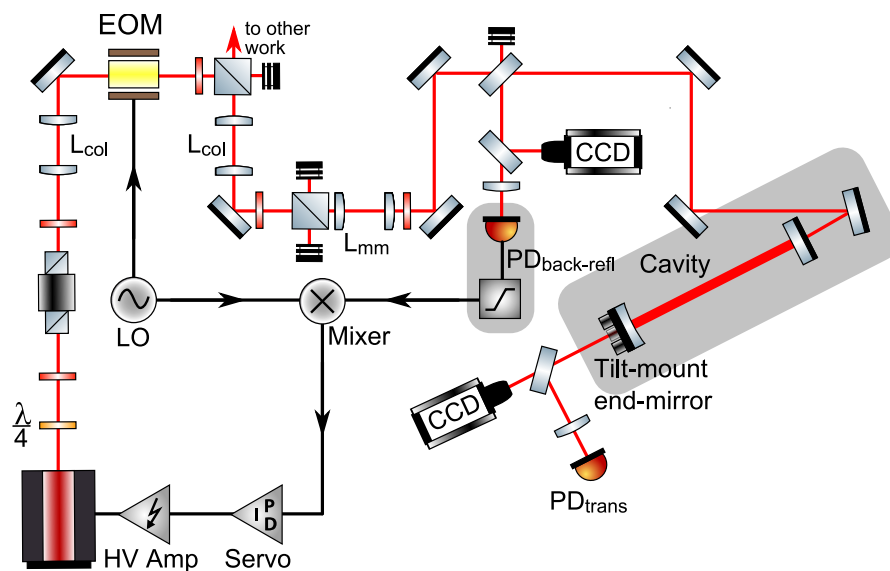 EOM
to other
work
L_col
L_col
CCD
L_mm
PD_back-refl
Cavity
LO
Mixer
Tilt-mount
end-mirror
CCD
λ
4
PD_trans
I P
D
HV Amp
Servo